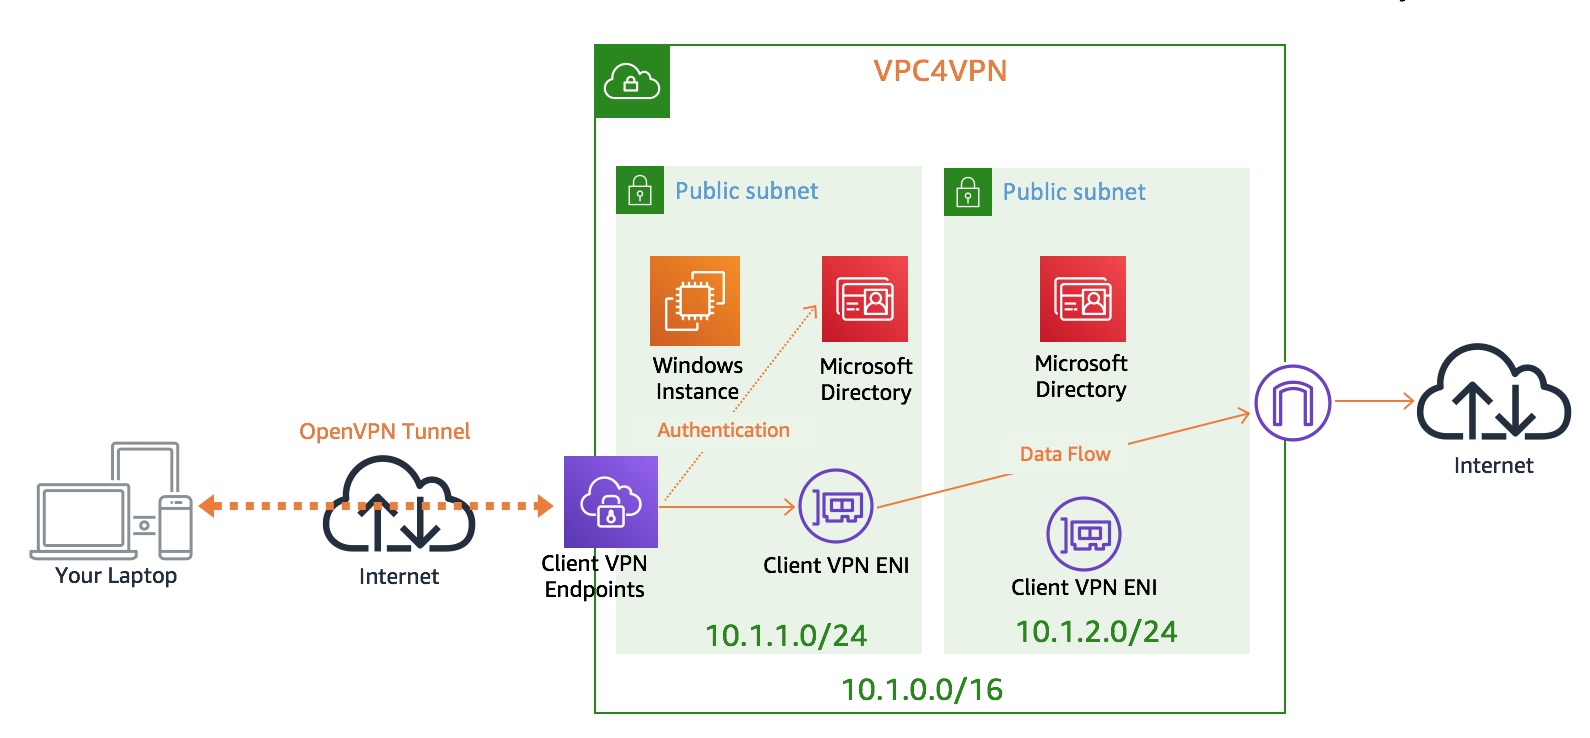 VPC4VPN
Public subnet
Public subnet
Windows
Instance
Microsoft
Directory
Microsoft
Directory
OpenVPN Tunnel
Authentication
Data Flow
Internet
Your Laptop
Internet
Client VPN
Endpoints
Client VPN ENI
Client VPN ENI
10.1.1.0/24
10.1.2.0/24
10.1.0.0/16